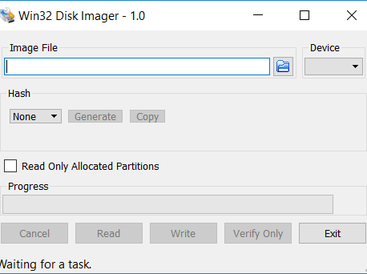 Win32 Disk Imager - 1.0
Image File
Device
Hash
None
Generate
Copy
Read Only Allocated Partitions
Progress
Cancel
Read
Write
Verify Only
Exit
Waiting for a task.